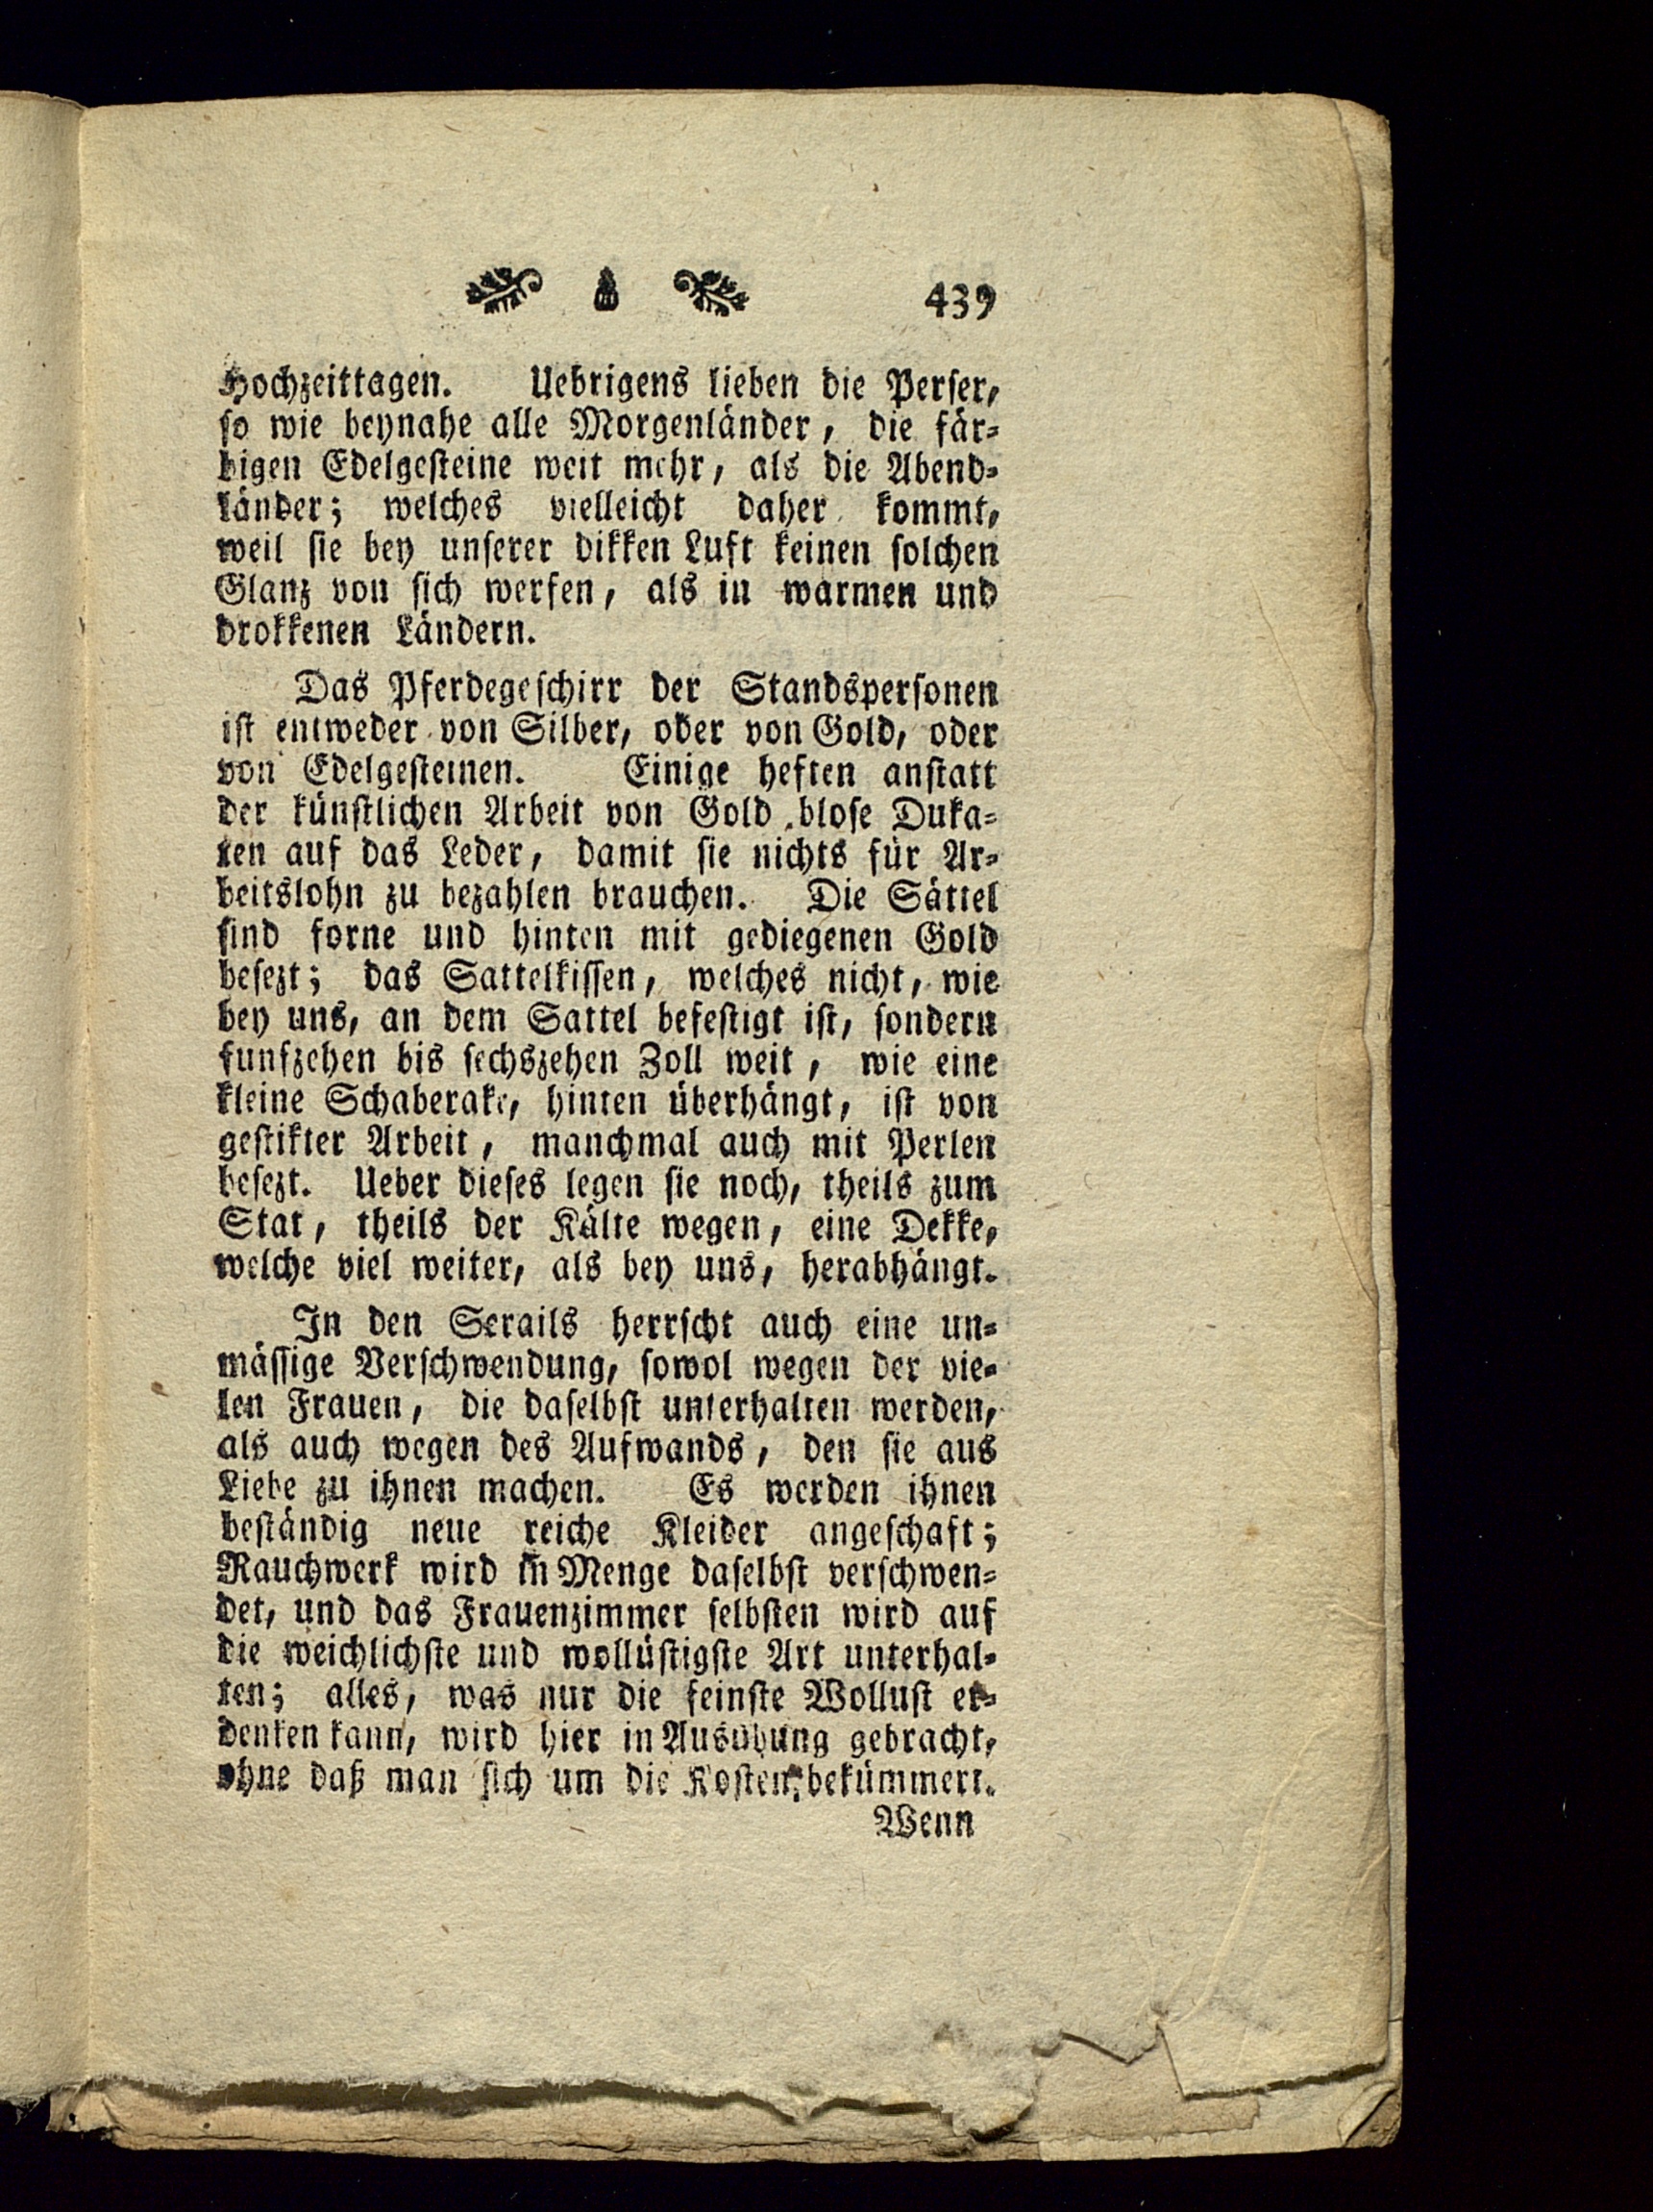 439
Hochzeittagen. Uebrigens lieben die Perser,
so wie beynahe alle Morgenländer, die fär-
bigen Edelgesteine weit mehr, als die Abend-
länder; welches vielleicht daher kommt,
weil sie bey unserer dikken Luft keinen solchen
Glanz von sich werfen, als in warmen und
drokkenen Ländern.
Das Pferdegeschirr der Standspersonen
ist entweder von Silber, oder von Gold, oder
von Edelgesteinen. Einige heften anstatt
der künstlichen Arbeit von Gold blose Duka-
ten auf das Leder, damit sie nichts für Ar-
beitslohn zu bezahlen brauchen. Die Sättel
sind forne und hinten mit gediegenen Gold
besezt; das Sattelkissen, welches nicht, wie
bey uns, an dem Sattel befestigt ist, sondern
funfzehen bis sechszehen Zoll weit, wie eine
kleine Schaberake, hinten überhängt, ist von
gestikter Arbeit, manchmal auch mit Perlen
besezt. Ueber dieses legen sie noch, theils zum
Stat, theils der Kälte wegen, eine Dekke,
welche viel weiter, als bey uns, herabhängt.
In den Serails herrscht auch eine un-
mässige Verschwendung, sowol wegen der vie-
len Frauen, die daselbst unterhalten werden,
als auch wegen des Aufwands, den sie aus
Liebe zu ihnen machen. Es werden ihnen
beständig neue reiche Kleider angeschaft;
Rauchwerk wird in Menge daselbst verschwen-
det, und das Frauenzimmer selbsten wird auf
die weichlichste und wollüstigste Art unterhal-
ten; alles, was nur die feinste Wollust er-
denken kann, wird hier in Ausübung gebracht,
ohne daß man sich um die Kosten bekümmert.
Wenn